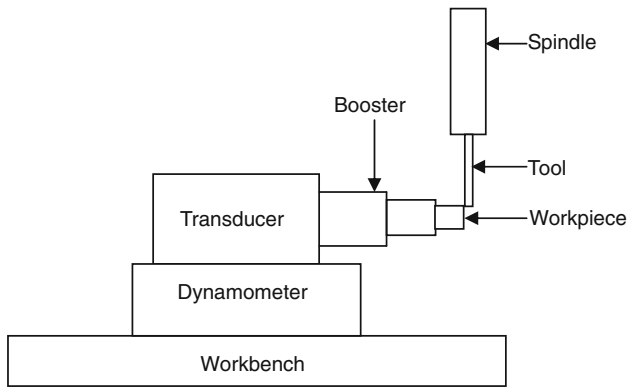 Spindle
Booster
Tool
Transducer
Workpiece
Dynamometer
Workbench